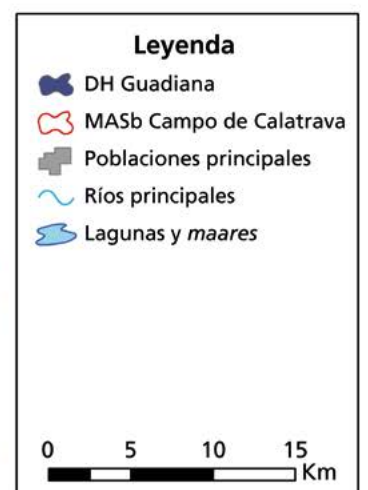 Leyenda
DH Guadiana
MASb Campo de Calatrava
Poblaciones principales
Ríos principales
Lagunas y maares
0 5 10 15
Km